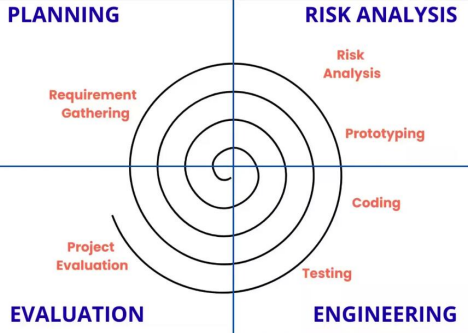 PLANNING
RISK ANALYSIS
Risk
Analysis
Requirement
Gathering
Prototyping
Coding
Project
Evaluation
Testing
EVALUATION
ENGINEERING